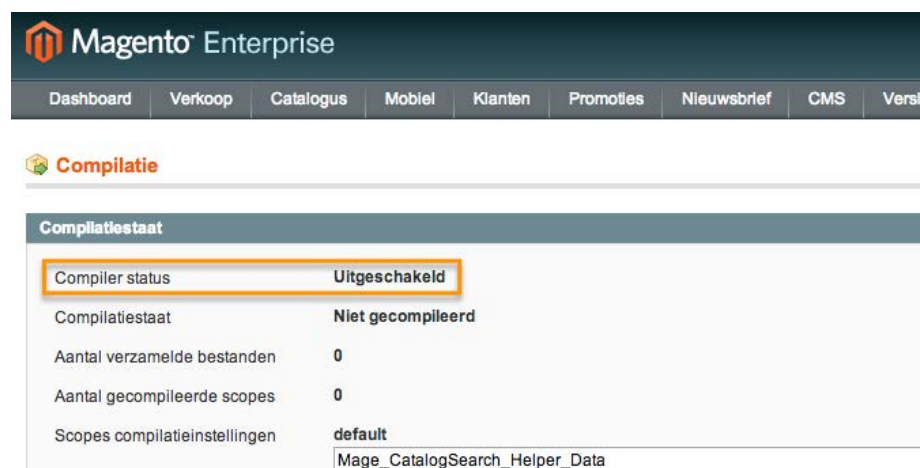 Magento Enterprise
Dashboard Verkoop Catalogus Mobiel Klanten Promoties Nieuwsbrief CMS
Compilatie
Compilatiestaat
Compiler status Uitgeschakeld
Compilatiestaat Niet gecompileerd
Aantal verzamelde bestanden 0
Aantal gecompileerde scopes 0
Scopes compilatieinstellingen default
Mage_CatalogSearch_Helper_Data